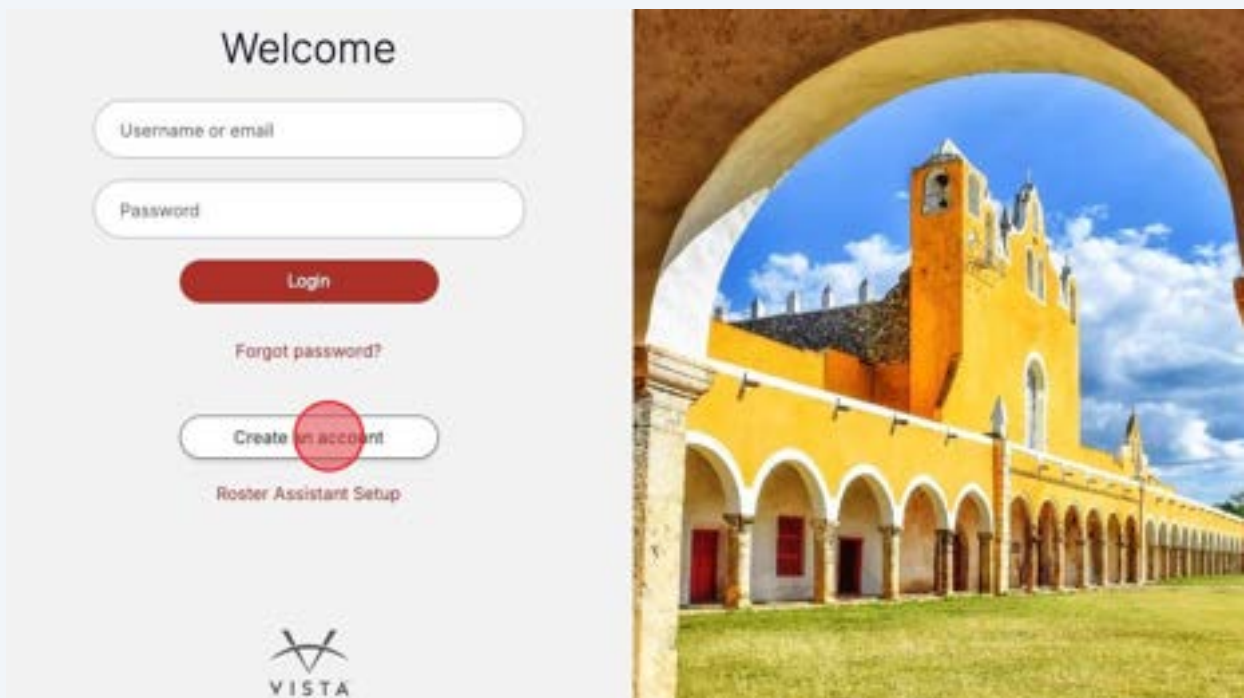 Welcome
Username or email
Password
Login
Forgot password?
Create an account
Roster Assistant Setup
VISTA